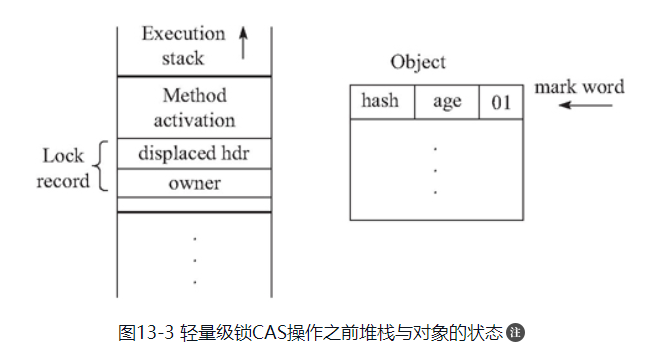 Execution
stack
Method
activation
Lock
record
displaced hdr
owner
Object
hash age 01
mark word
图13-3 轻量级锁CAS操作之前堆栈与对象的状态 注